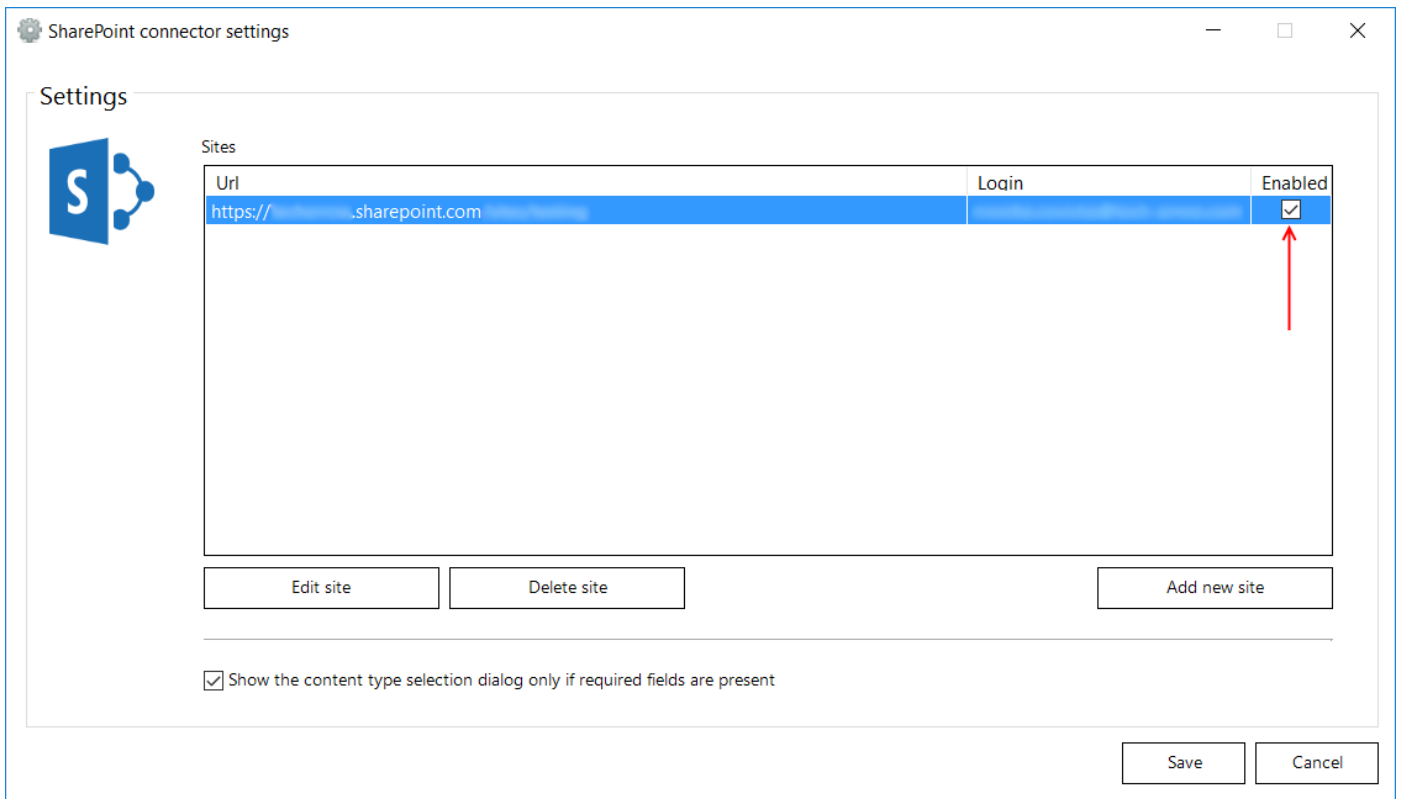 SharePoint connector settings
Settings
S
Sites
Url Login Enabled
https:// .sharepoint.com
Edit site Delete site Add new site
Show the content type selection dialog only if required fields are present
Save Cancel